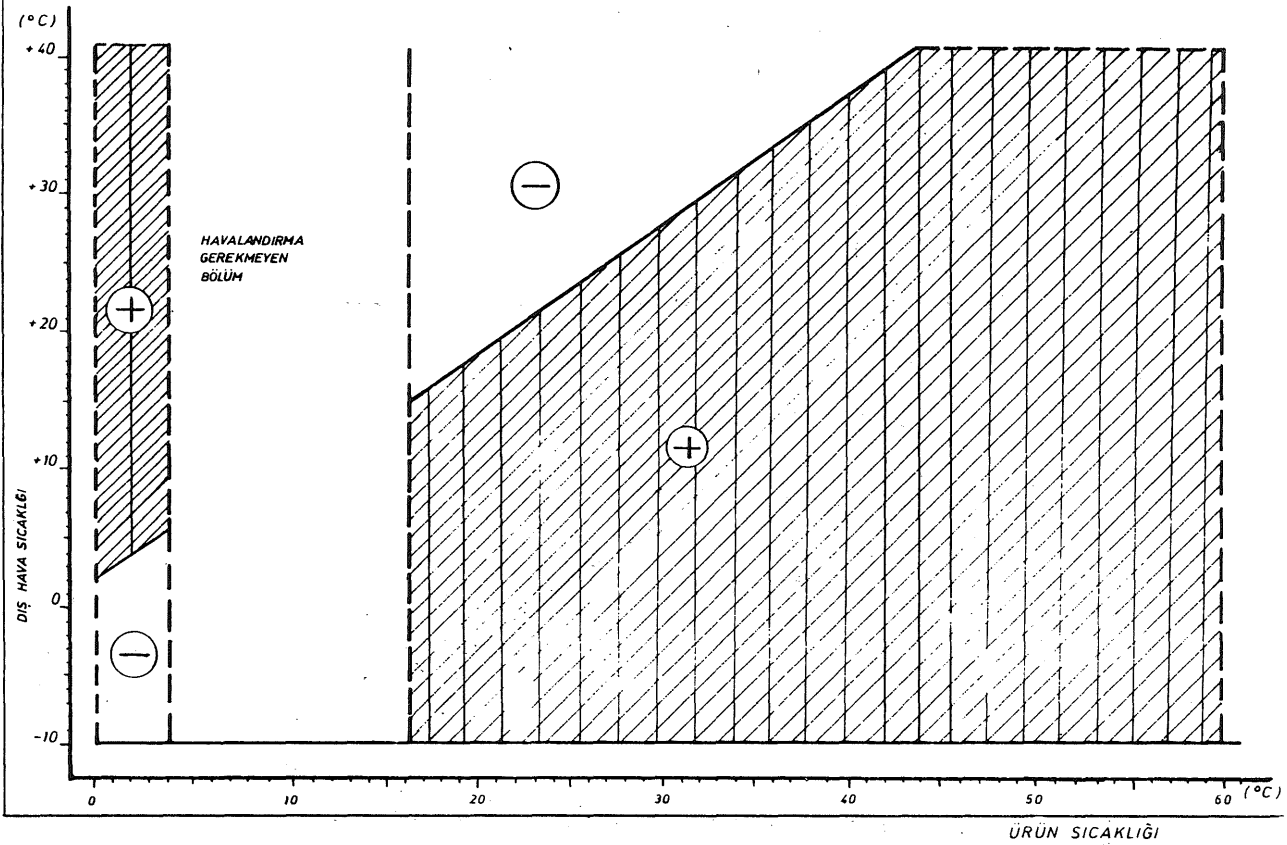 (°C)
+40
+30
+20
+10
0
-10
DIŞ HAVA SICAKLĞI
HAVALANDIRMA
GEREKMEYEN
BÖLÜM
+
−
−
+
0 10 20 30 40 50 60 (°C)
ÜRÜN SICAKLIĞI